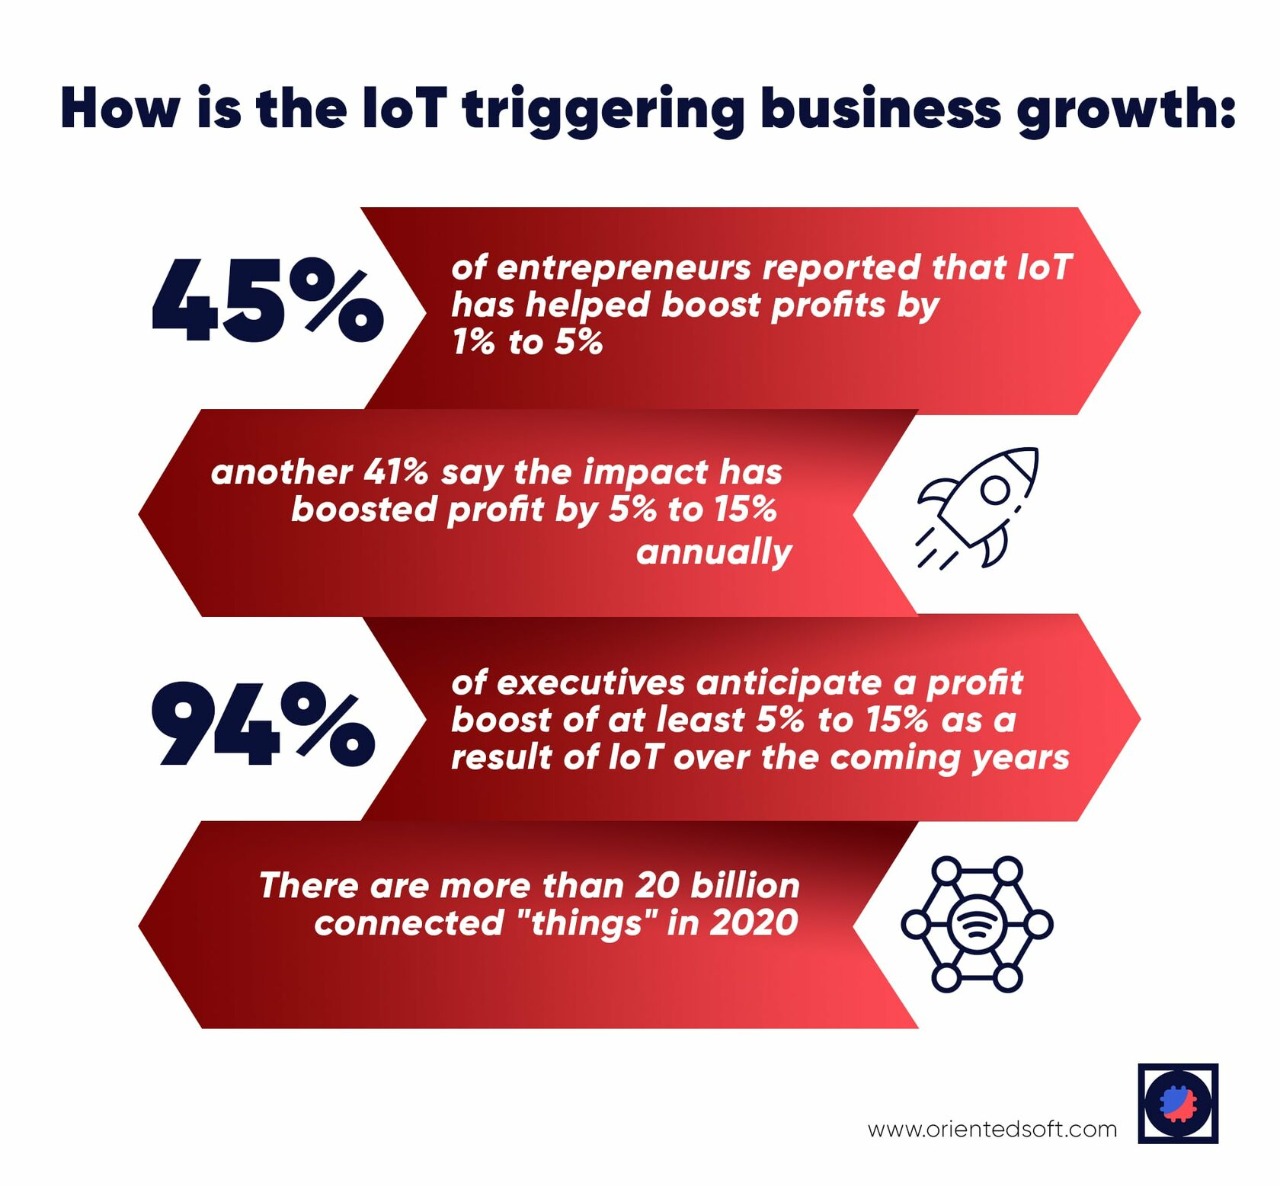 How is the IoT triggering business growth:
45%
of entrepreneurs reported that IoT
has helped boost profits by
1% to 5%
another 41% say the impact has
boosted profit by 5% to 15%
annually
94%
of executives anticipate a profit
boost of at least 5% to 15% as a
result of IoT over the coming years
There are more than 20 billion
connected "things" in 2020
www.orientedsoft.com